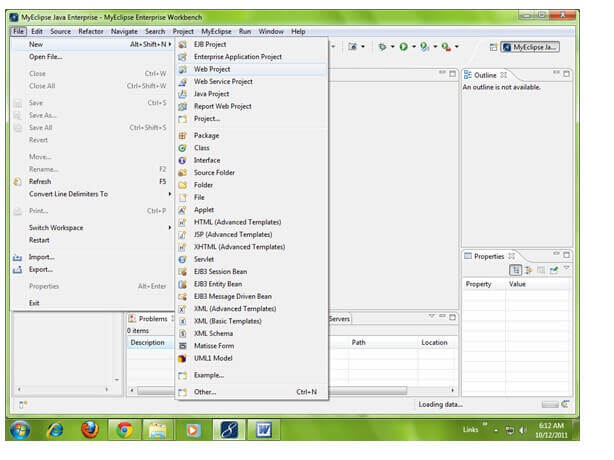 MyEclipse Java Enterprise - MyEclipse Enterprise Workbench
File Edit Source Refactor Navigate Search Project MyEclipse Run Window Help
MyEclipse Ja...
New Alt+Shift+N
Open File...
Close Ctrl+W
Close All Ctrl+Shift+W
Save Ctrl+S
Save As...
Save All Ctrl+Shift+S
Revert
Move...
Rename... F2
Refresh F5
Convert Line Delimiters To
Print... Ctrl+P
Switch Workspace
Restart
Import...
Export...
Properties Alt+Enter
Exit
EJB Project
Enterprise Application Project
Web Project
Web Service Project
Java Project
Report Web Project
Project...
Package
Class
Interface
Source Folder
Folder
File
Applet
HTML (Advanced Templates)
JSP (Advanced Templates)
XHTML (Advanced Templates)
Servlet
EJB3 Session Bean
EJB3 Entity Bean
EJB3 Message Driven Bean
XML (Advanced Templates)
XML (Basic Templates)
XML Schema
Matisse Form
UML1 Model
Example...
Other... Ctrl+N
Outline
An outline is not available.
Properties
Property Value
Problems
Servers
0 items
Description Path Location
Loading data...
Links
6:12 AM
10/12/2011